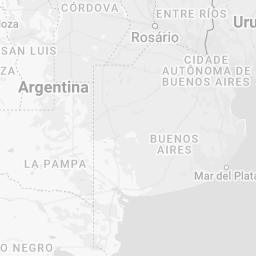 CÓRDOVA
ENTRE RÍOS
oza
Rosário
Uru
SAN LUIS
CIDADE
AUTÔNOMA DE
BUENOS AIRES
ZA
Argentina
BUENOS
AIRES
LA PAMPA
Mar del Plata
O NEGRO